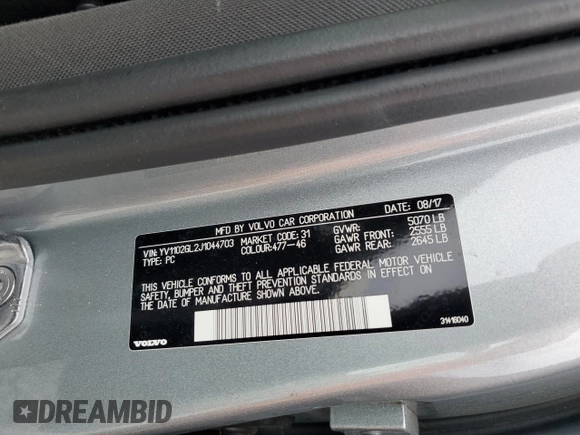 MFD BY VOLVO CAR CORPORATION DATE: 08/17
VIN: YV1102GL2J1044703 MARKET CODE: 31 GVWR: 5070 LB
TYPE: PC COLOUR:477-46 GAWR FRONT: 2555 LB
GAWR REAR: 2645 LB
THIS VEHICLE CONFORMS TO ALL APPLICABLE FEDERAL MOTOR VEHICLE
SAFETY, BUMPER AND THEFT PREVENTION STANDARDS IN EFFECT ON
THE DATE OF MANUFACTURE SHOWN ABOVE.
VOLVO 31416040
DREAMBID